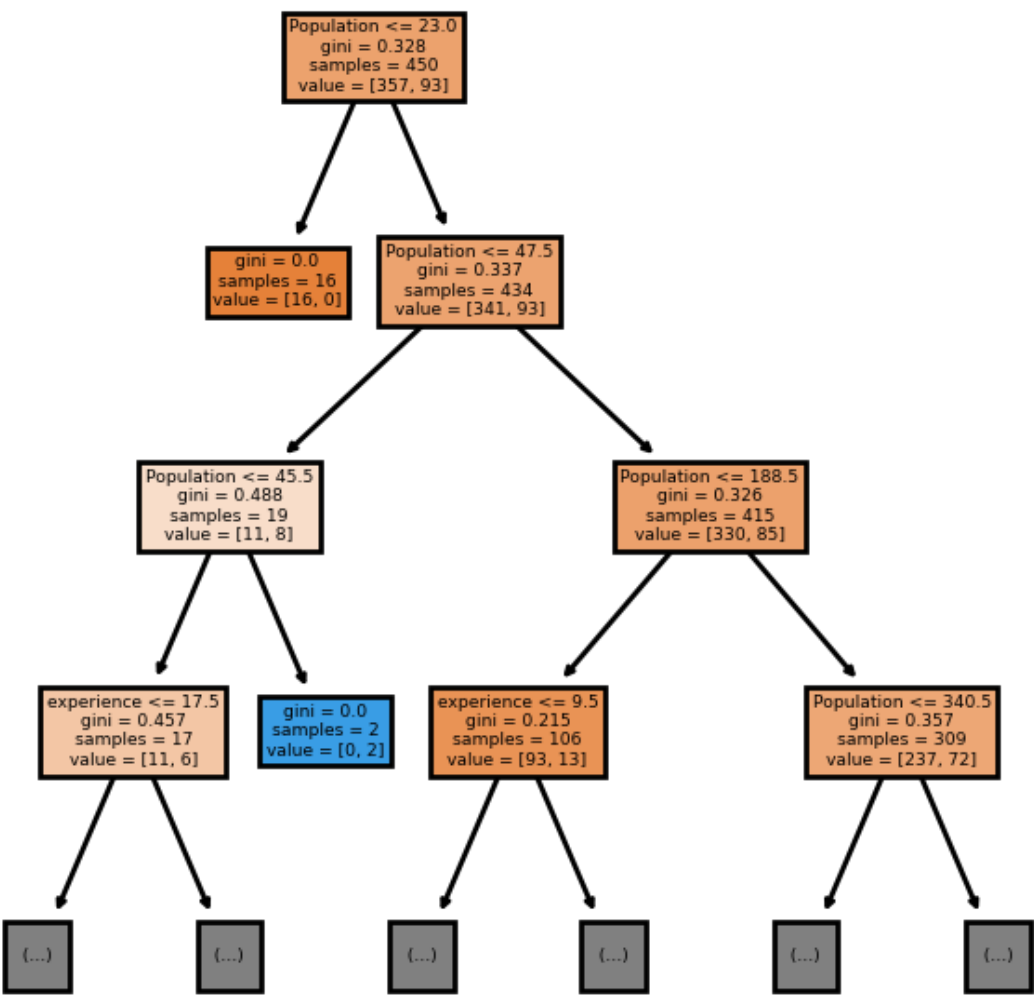 Population <= 23.0
gini = 0.328
samples = 450
value = [357, 93]
gini = 0.0
samples = 16
value = [16, 0]
Population <= 47.5
gini = 0.337
samples = 434
value = [341, 93]
Population <= 45.5
gini = 0.488
samples = 19
value = [11, 8]
Population <= 188.5
gini = 0.326
samples = 415
value = [330, 85]
experience <= 17.5
gini = 0.457
samples = 17
value = [11, 6]
gini = 0.0
samples = 2
value = [0, 2]
experience <= 9.5
gini = 0.215
samples = 106
value = [93, 13]
Population <= 340.5
gini = 0.357
samples = 309
value = [237, 72]
(...)
(...)
(...)
(...)
(...)
(...)